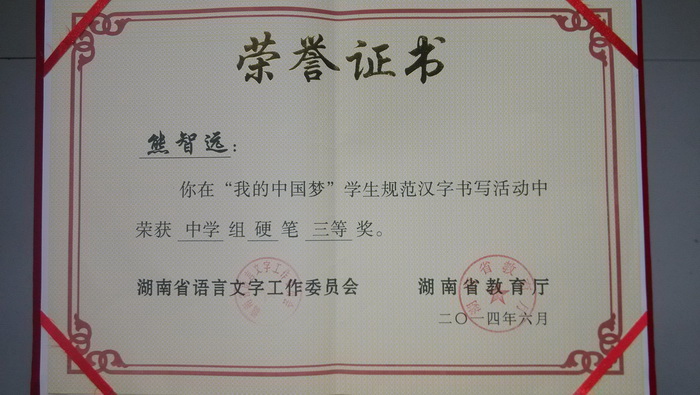 荣誉证书
熊智远：
你在“我的中国梦”学生规范汉字书写活动中
荣获 中学 组 硬 笔 三等 奖。
湖南省语言文字工作委员会 湖南省教育厅
二〇一四年六月